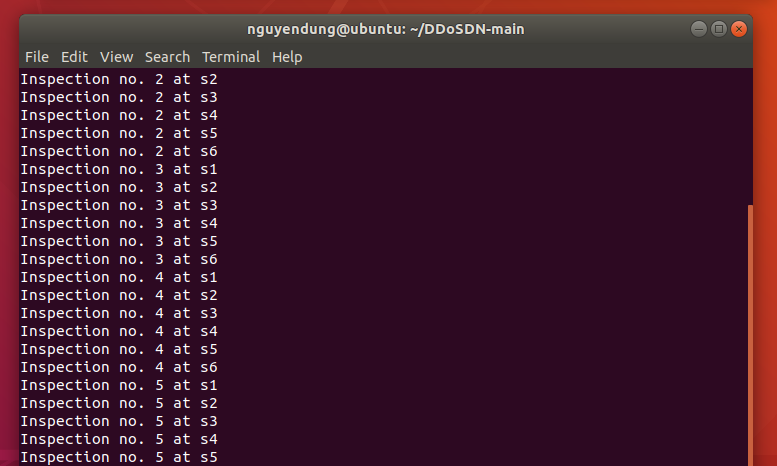 nguyendung@ubuntu: ~/DDoSDN-main
File Edit View Search Terminal Help
Inspection no. 2 at s2
Inspection no. 2 at s3
Inspection no. 2 at s4
Inspection no. 2 at s5
Inspection no. 2 at s6
Inspection no. 3 at s1
Inspection no. 3 at s2
Inspection no. 3 at s3
Inspection no. 3 at s4
Inspection no. 3 at s5
Inspection no. 3 at s6
Inspection no. 4 at s1
Inspection no. 4 at s2
Inspection no. 4 at s3
Inspection no. 4 at s4
Inspection no. 4 at s5
Inspection no. 4 at s6
Inspection no. 5 at s1
Inspection no. 5 at s2
Inspection no. 5 at s3
Inspection no. 5 at s4
Inspection no. 5 at s5